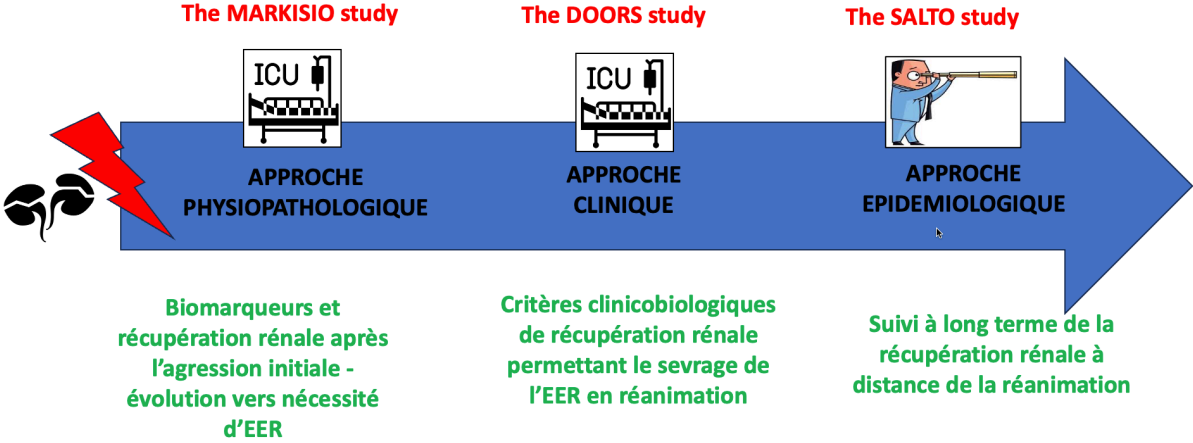 The MARKISIO study
The DOORS study
The SALTO study
ICU
ICU
APPROCHE
PHYSIOPATHOLOGIQUE
APPROCHE
CLINIQUE
APPROCHE
EPIDEMIOLOGIQUE
Biomarqueurs et
récupération rénale après
l'agression initiale -
évolution vers nécessité
d'EER
Critères clinicobiologiques
de récupération rénale
permettant le sevrage de
l'EER en réanimation
Suivi à long terme de la
récupération rénale à
distance de la réanimation